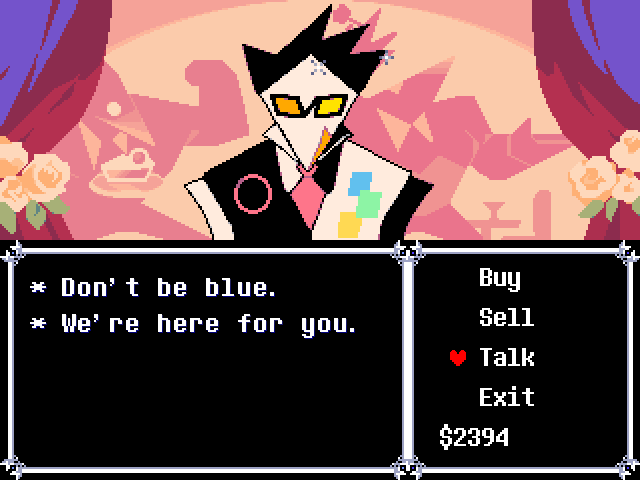 * Don't be blue.
* We're here for you.
Buy
Sell
Talk
Exit
$2394